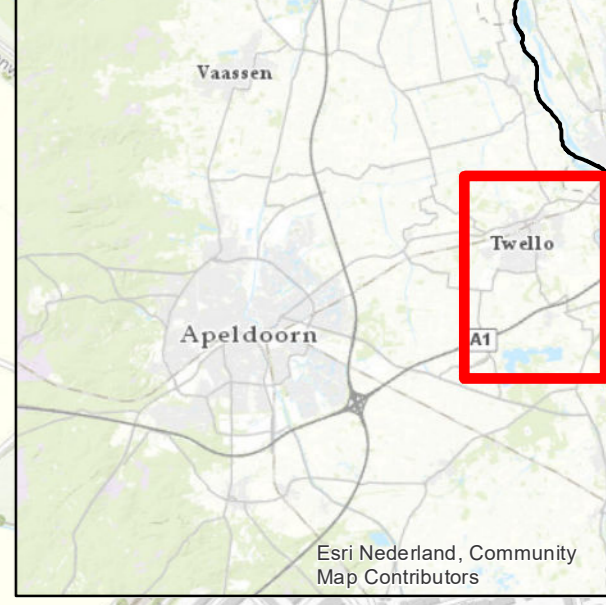 Vaassen
Twello
Apeldoorn
A1
Esri Nederland, Community
Map Contributors